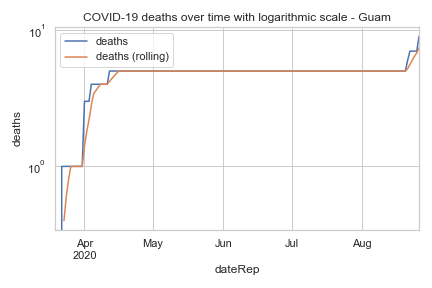 COVID-19 deaths over time with logarithmic scale - Guam
deaths
deaths (rolling)
10¹
10⁰
deaths
Apr May Jun Jul Aug
2020
dateRep